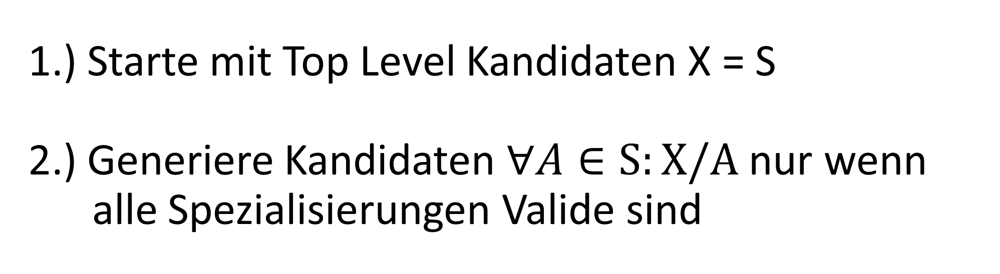 1.) Starte mit Top Level Kandidaten X = S
2.) Generiere Kandidaten ∀A ∈ S: X/A nur wenn
alle Spezialisierungen Valide sind